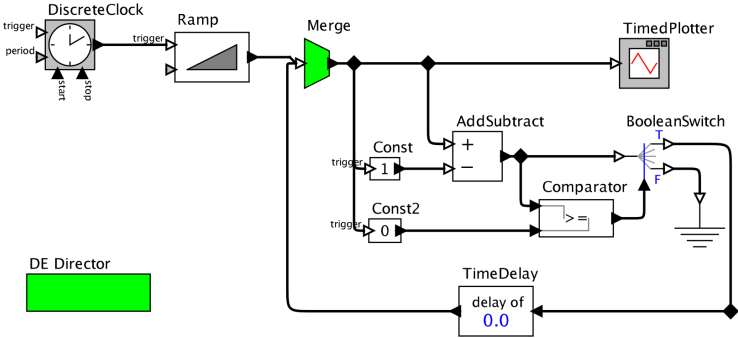 DiscreteClock
trigger
period
start
stop
Ramp
trigger
Merge
TimedPlotter
AddSubtract
+
−
BooleanSwitch
T
F
Const
trigger
1
Comparator
>=
Const2
trigger
0
DE Director
TimeDelay
delay of
0.0